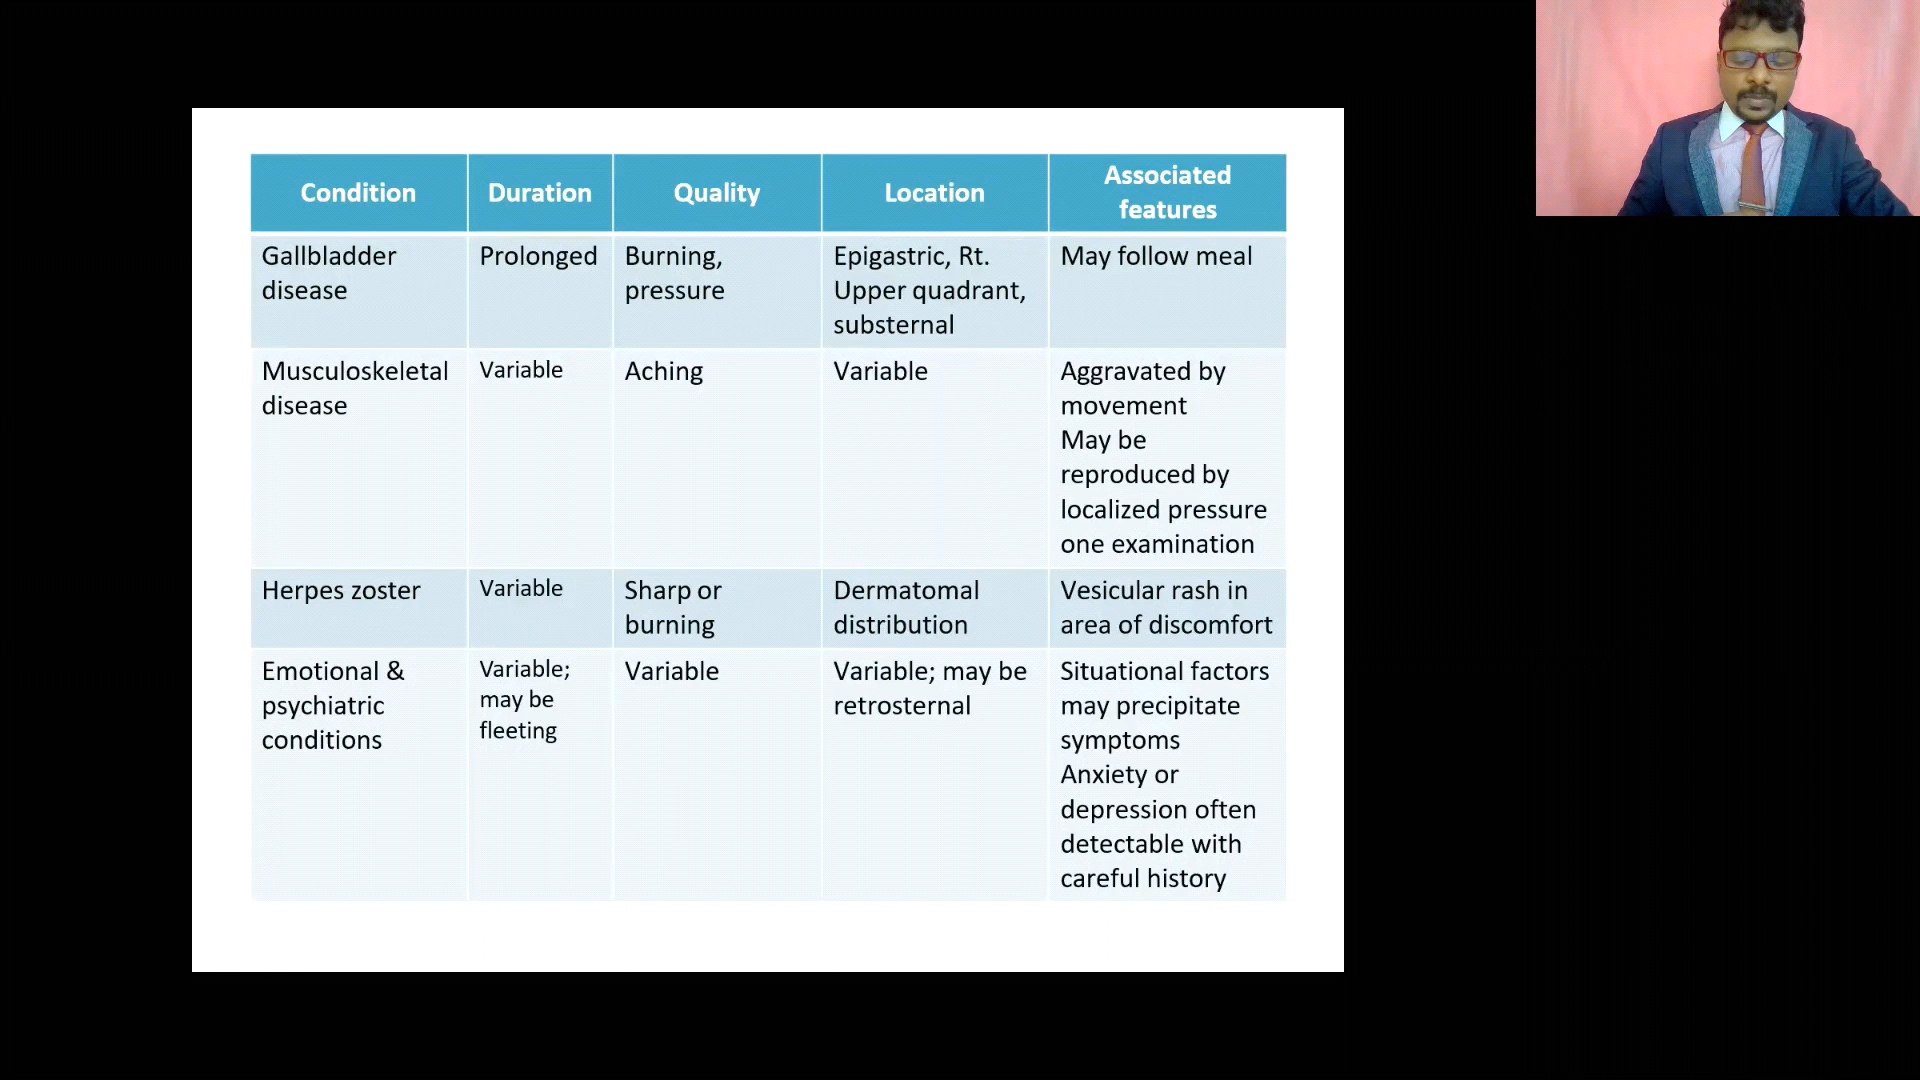 Condition
Duration
Quality
Location
Associated
features
Gallbladder
disease
Prolonged
Burning,
pressure
Epigastric, Rt.
Upper quadrant,
substernal
May follow meal
Musculoskeletal
disease
Variable
Aching
Variable
Aggravated by
movement
May be
reproduced by
localized pressure
one examination
Herpes zoster
Variable
Sharp or
burning
Dermatomal
distribution
Vesicular rash in
area of discomfort
Emotional &
psychiatric
conditions
Variable;
may be
fleeting
Variable
Variable; may be
retrosternal
Situational factors
may precipitate
symptoms
Anxiety or
depression often
detectable with
careful history